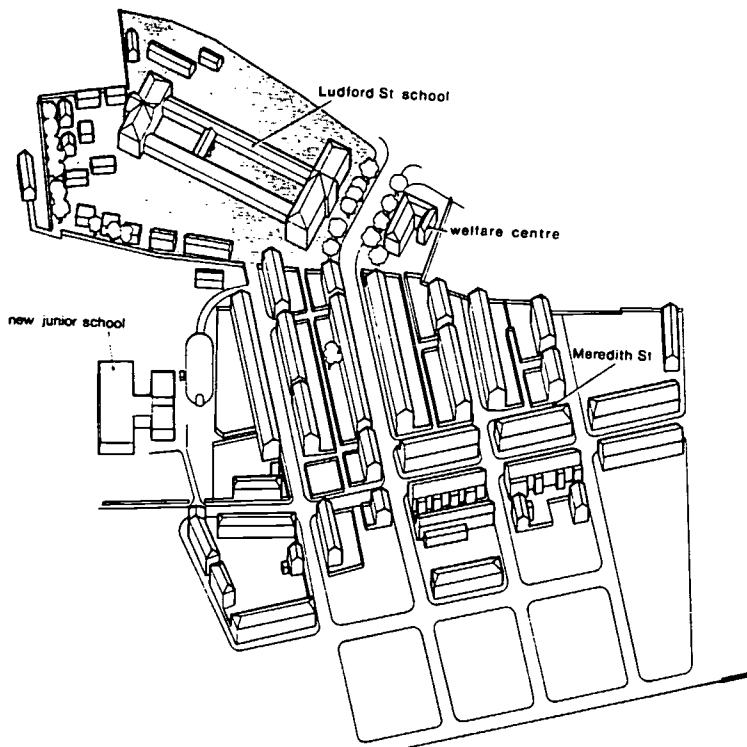 Ludford St school
welfare centre
new junior school
Meredith St